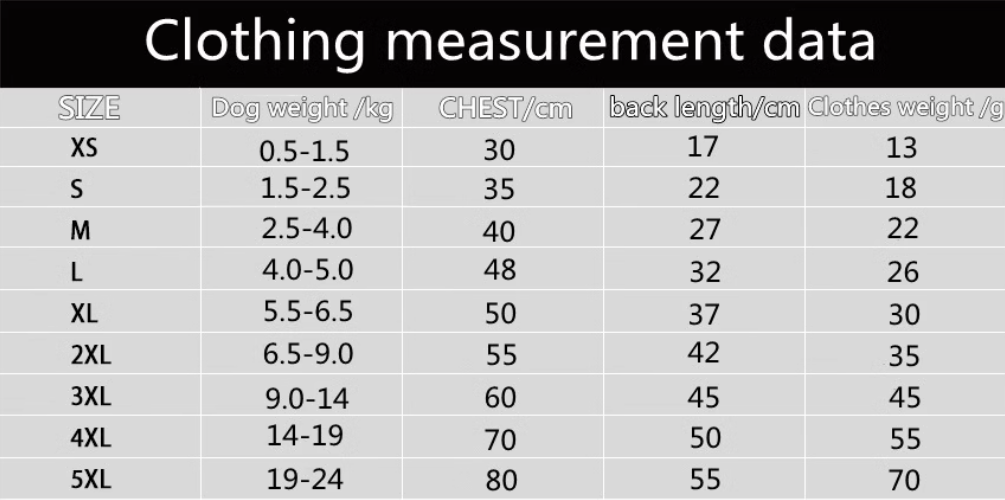 Clothing measurement data
SIZE Dog weight /kg CHEST/cm back length/cm Clothes weight /g
XS 0.5-1.5 30 17 13
S 1.5-2.5 35 22 18
M 2.5-4.0 40 27 22
L 4.0-5.0 48 32 26
XL 5.5-6.5 50 37 30
2XL 6.5-9.0 55 42 35
3XL 9.0-14 60 45 45
4XL 14-19 70 50 55
5XL 19-24 80 55 70